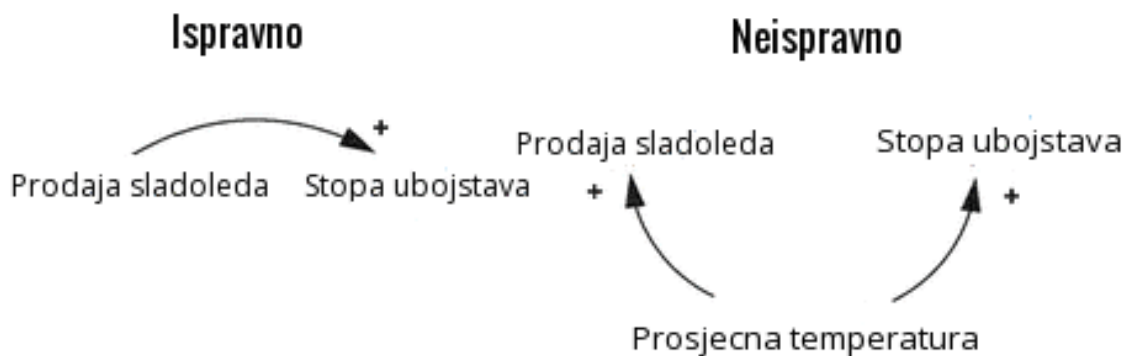 Ispravno
Neispravno
+
Prodaja sladoleda
Stopa ubojstava
Prodaja sladoleda
Stopa ubojstava
+
+
Prosjecna temperatura